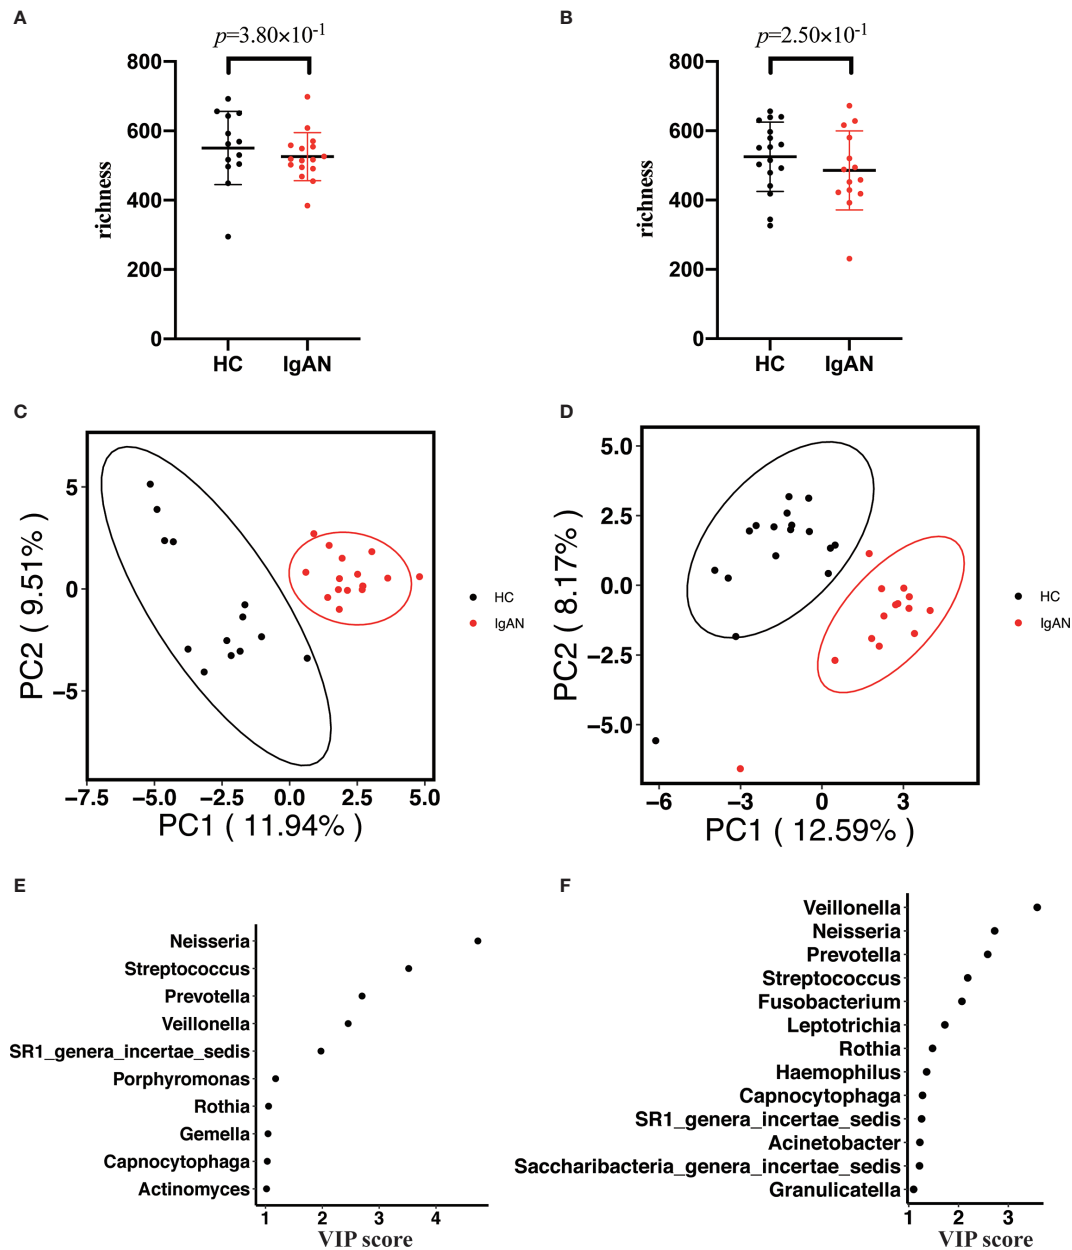 A
p=3.80×10-1
800
600
400
200
0
richness
HC
IgAN
B
p=2.50×10-1
800
600
400
200
0
richness
HC
IgAN
C
5
0
−5
PC2 ( 9.51% )
−7.5
−5.0
−2.5
0.0
2.5
5.0
PC1 ( 11.94% )
HC
IgAN
D
5.0
2.5
0.0
−2.5
−5.0
PC2 ( 8.17% )
−6
−3
0
3
PC1 ( 12.59% )
HC
IgAN
E
Neisseria
Streptococcus
Prevotella
Veillonella
SR1_genera_incertae_sedis
Porphyromonas
Rothia
Gemella
Capnocytophaga
Actinomyces
1
2
3
4
VIP score
F
Veillonella
Neisseria
Prevotella
Streptococcus
Fusobacterium
Leptotrichia
Rothia
Haemophilus
Capnocytophaga
SR1_genera_incertae_sedis
Acinetobacter
Saccharibacteria_genera_incertae_sedis
Granulicatella
1
2
3
VIP score